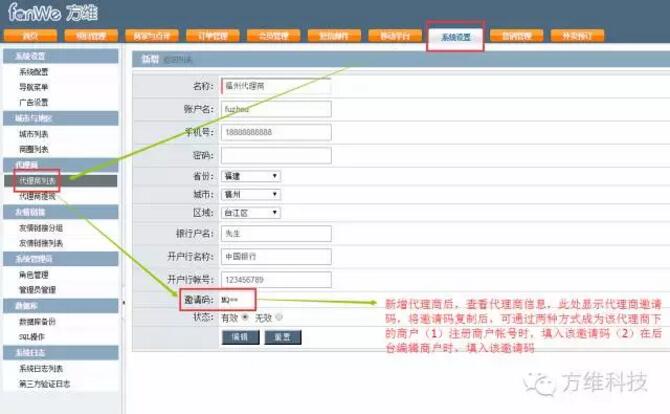 fanWe 方维
首页 项目管理 商家与点评 订单管理 会员管理 短信邮件 移动平台 系统设置 营销管理 外卖预订
系统设置
系统配置
导航菜单
广告设置
城市与地区
城市列表
商圈列表
代理商
代理商列表
代理商提现
友情链接
友情链接分组
友情链接列表
系统管理员
角色管理
管理员管理
数据库
数据库备份
SQL操作
系统日志
系统日志列表
第三方验证日志
新增 返回列表
名称: 福州代理商
账户名: fuzhou
手机号: 18888888888
密码:
省份: 福建
城市: 福州
区域: 台江区
银行户名: 先生
开户行名称: 中国银行
开户行帐号: 123456789
邀请码: MQ==
状态: 有效 无效
编辑 重置
新增代理商后，查看代理商信息，此处显示代理商邀请
码，将邀请码复制后，可通过两种方式成为该代理商下
的商户（1）注册商户帐号时，填入该邀请码（2）在后
台编辑商户时，填入该邀请码
方维科技